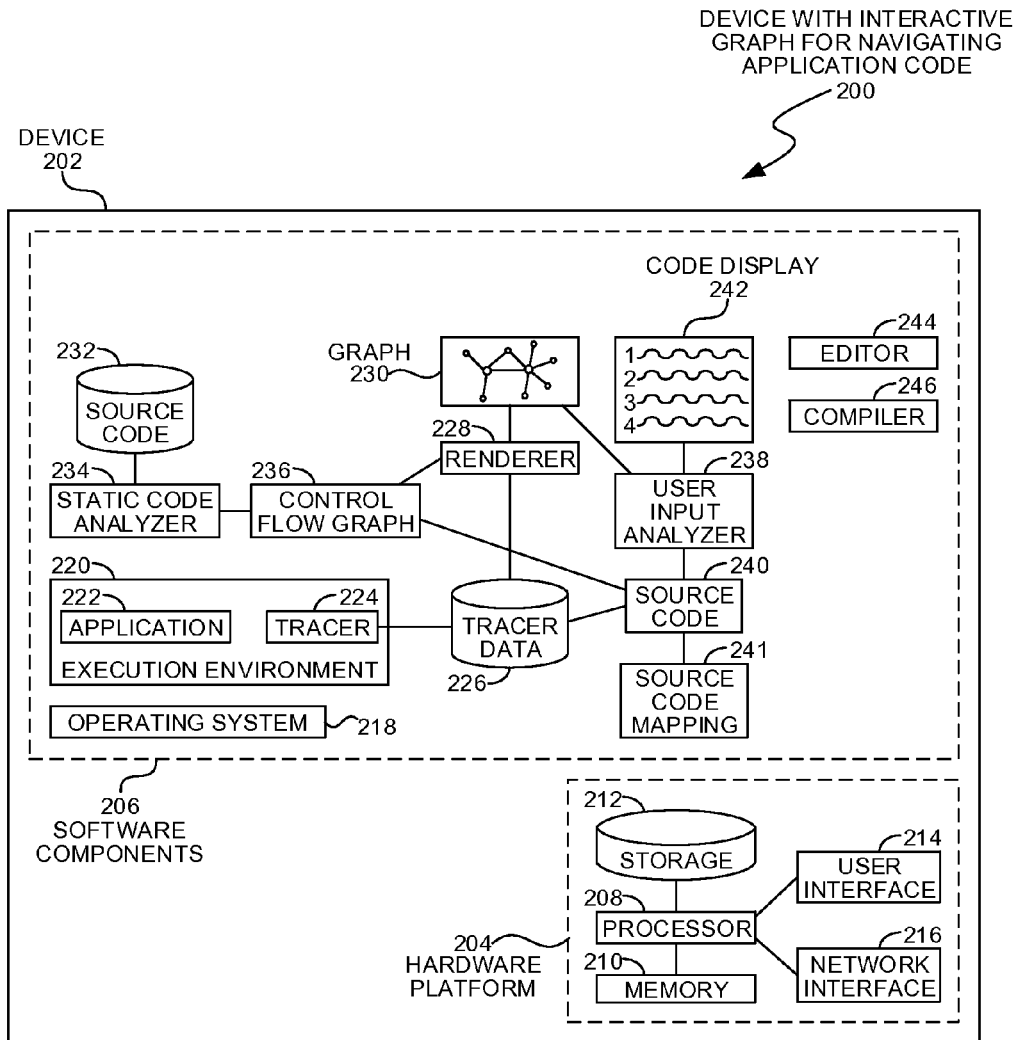 DEVICE WITH INTERACTIVE
GRAPH FOR NAVIGATING
APPLICATION CODE
200
DEVICE
202
CODE DISPLAY
242
232
SOURCE
CODE
GRAPH
230
1
2
3
4
244
EDITOR
246
COMPILER
228
RENDERER
234
STATIC CODE
ANALYZER
236
CONTROL
FLOW GRAPH
238
USER
INPUT
ANALYZER
220
222
APPLICATION
224
TRACER
EXECUTION ENVIRONMENT
TRACER
DATA
226
240
SOURCE
CODE
241
SOURCE
CODE
MAPPING
OPERATING SYSTEM
218
206
SOFTWARE
COMPONENTS
212
STORAGE
214
USER
INTERFACE
208
PROCESSOR
204
HARDWARE
PLATFORM
210
MEMORY
216
NETWORK
INTERFACE